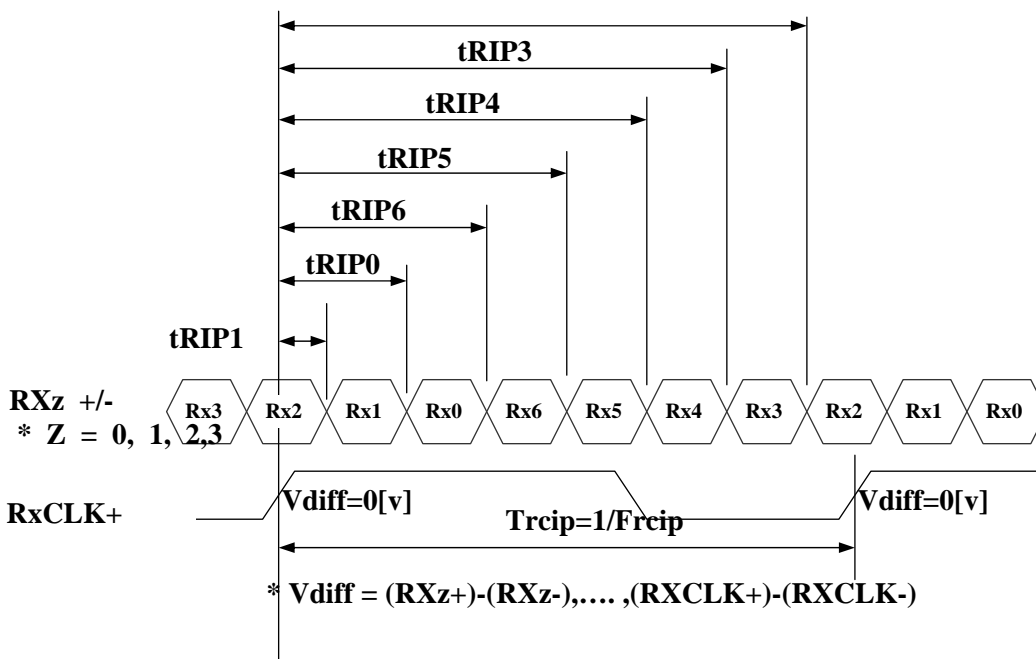 tRIP3
tRIP4
tRIP5
tRIP6
tRIP0
tRIP1
RXz +/-
Rx3 Rx2 Rx1 Rx0 Rx6 Rx5 Rx4 Rx3 Rx2 Rx1 Rx0
* Z = 0, 1, 2,3
RxCLK+
Vdiff=0[v] Vdiff=0[v]
Trcip=1/Frcip
* Vdiff = (RXz+)-(RXz-),…. ,(RXCLK+)-(RXCLK-)